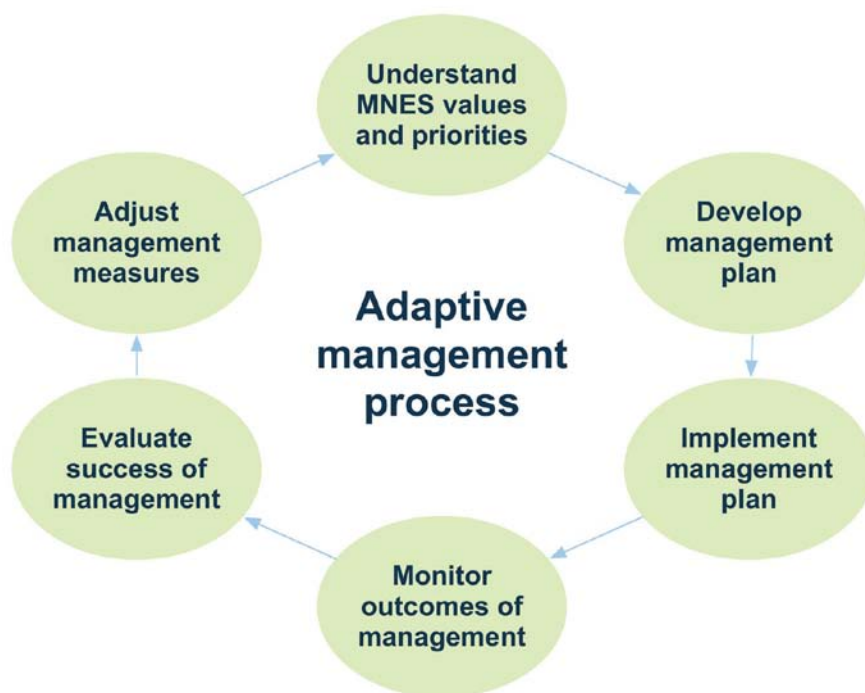 Understand
MNES values
and priorities
Develop
management
plan
Implement
management
plan
Monitor
outcomes of
management
Evaluate
success of
management
Adjust
management
measures
Adaptive
management
process